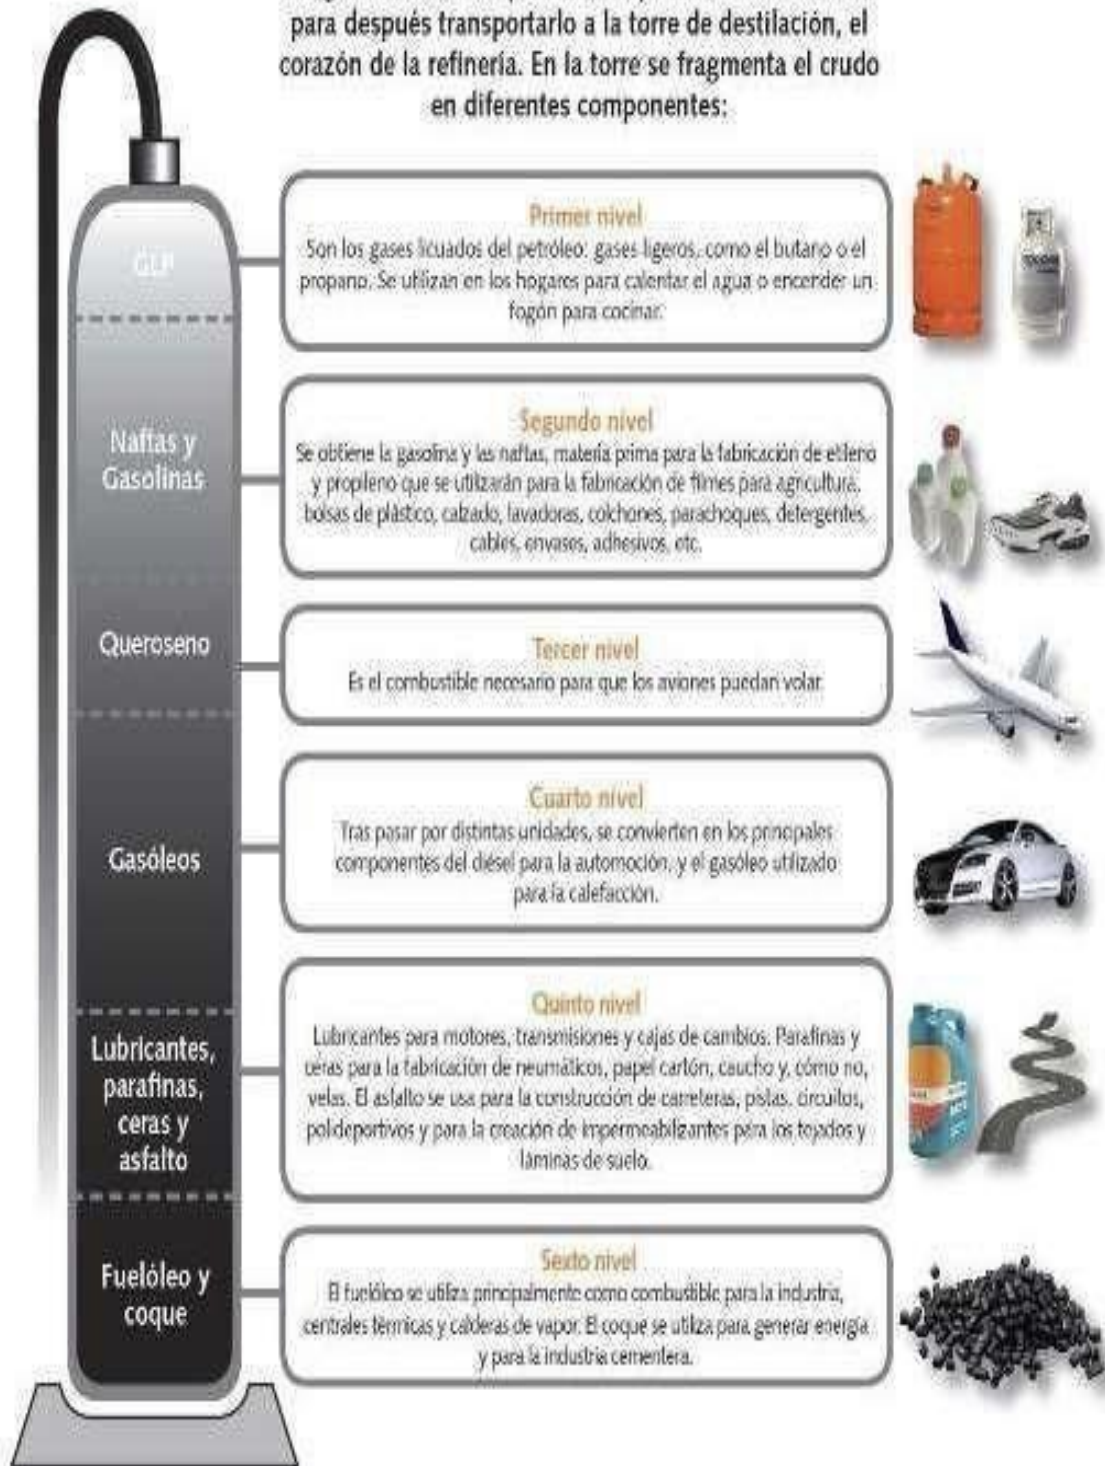 para después transportarlo a la torre de destilación, el
corazón de la refinería. En la torre se fragmenta el crudo
en diferentes componentes:
GLP
Primer nivel
Son los gases licuados del petróleo: gases ligeros, como el butano o el
propano. Se utilizan en los hogares para calentar el agua o encender un
fogón para cocinar.
Naftas y
Gasolinas
Segundo nivel
Se obtiene la gasolina y las naftas, materia prima para la fabricación de etileno
y propileno que se utilizarán para la fabricación de filmes para agricultura,
bolsas de plástico, calzado, lavadoras, colchones, parachoques, detergentes,
cables, envases, adhesivos, etc.
Queroseno
Tercer nivel
Es el combustible necesario para que los aviones puedan volar.
Gasóleos
Cuarto nivel
Tras pasar por distintas unidades, se convierten en los principales
componentes del diésel para la automoción, y el gasóleo utilizado
para la calefacción.
Lubricantes,
parafinas,
ceras y
asfalto
Quinto nivel
Lubricantes para motores, transmisiones y cajas de cambios. Parafinas y
ceras para la fabricación de neumáticos, papel cartón, caucho y, cómo no,
velas. El asfalto se usa para la construcción de carreteras, pistas, circuitos,
polideportivos y para la creación de impermeabilizantes para los tejados y
láminas de suelo.
Fuelóleo y
coque
Sexto nivel
El fuelóleo se utiliza principalmente como combustible para la industria,
centrales térmicas y calderas de vapor. El coque se utiliza para generar energía
y para la industria cementera.